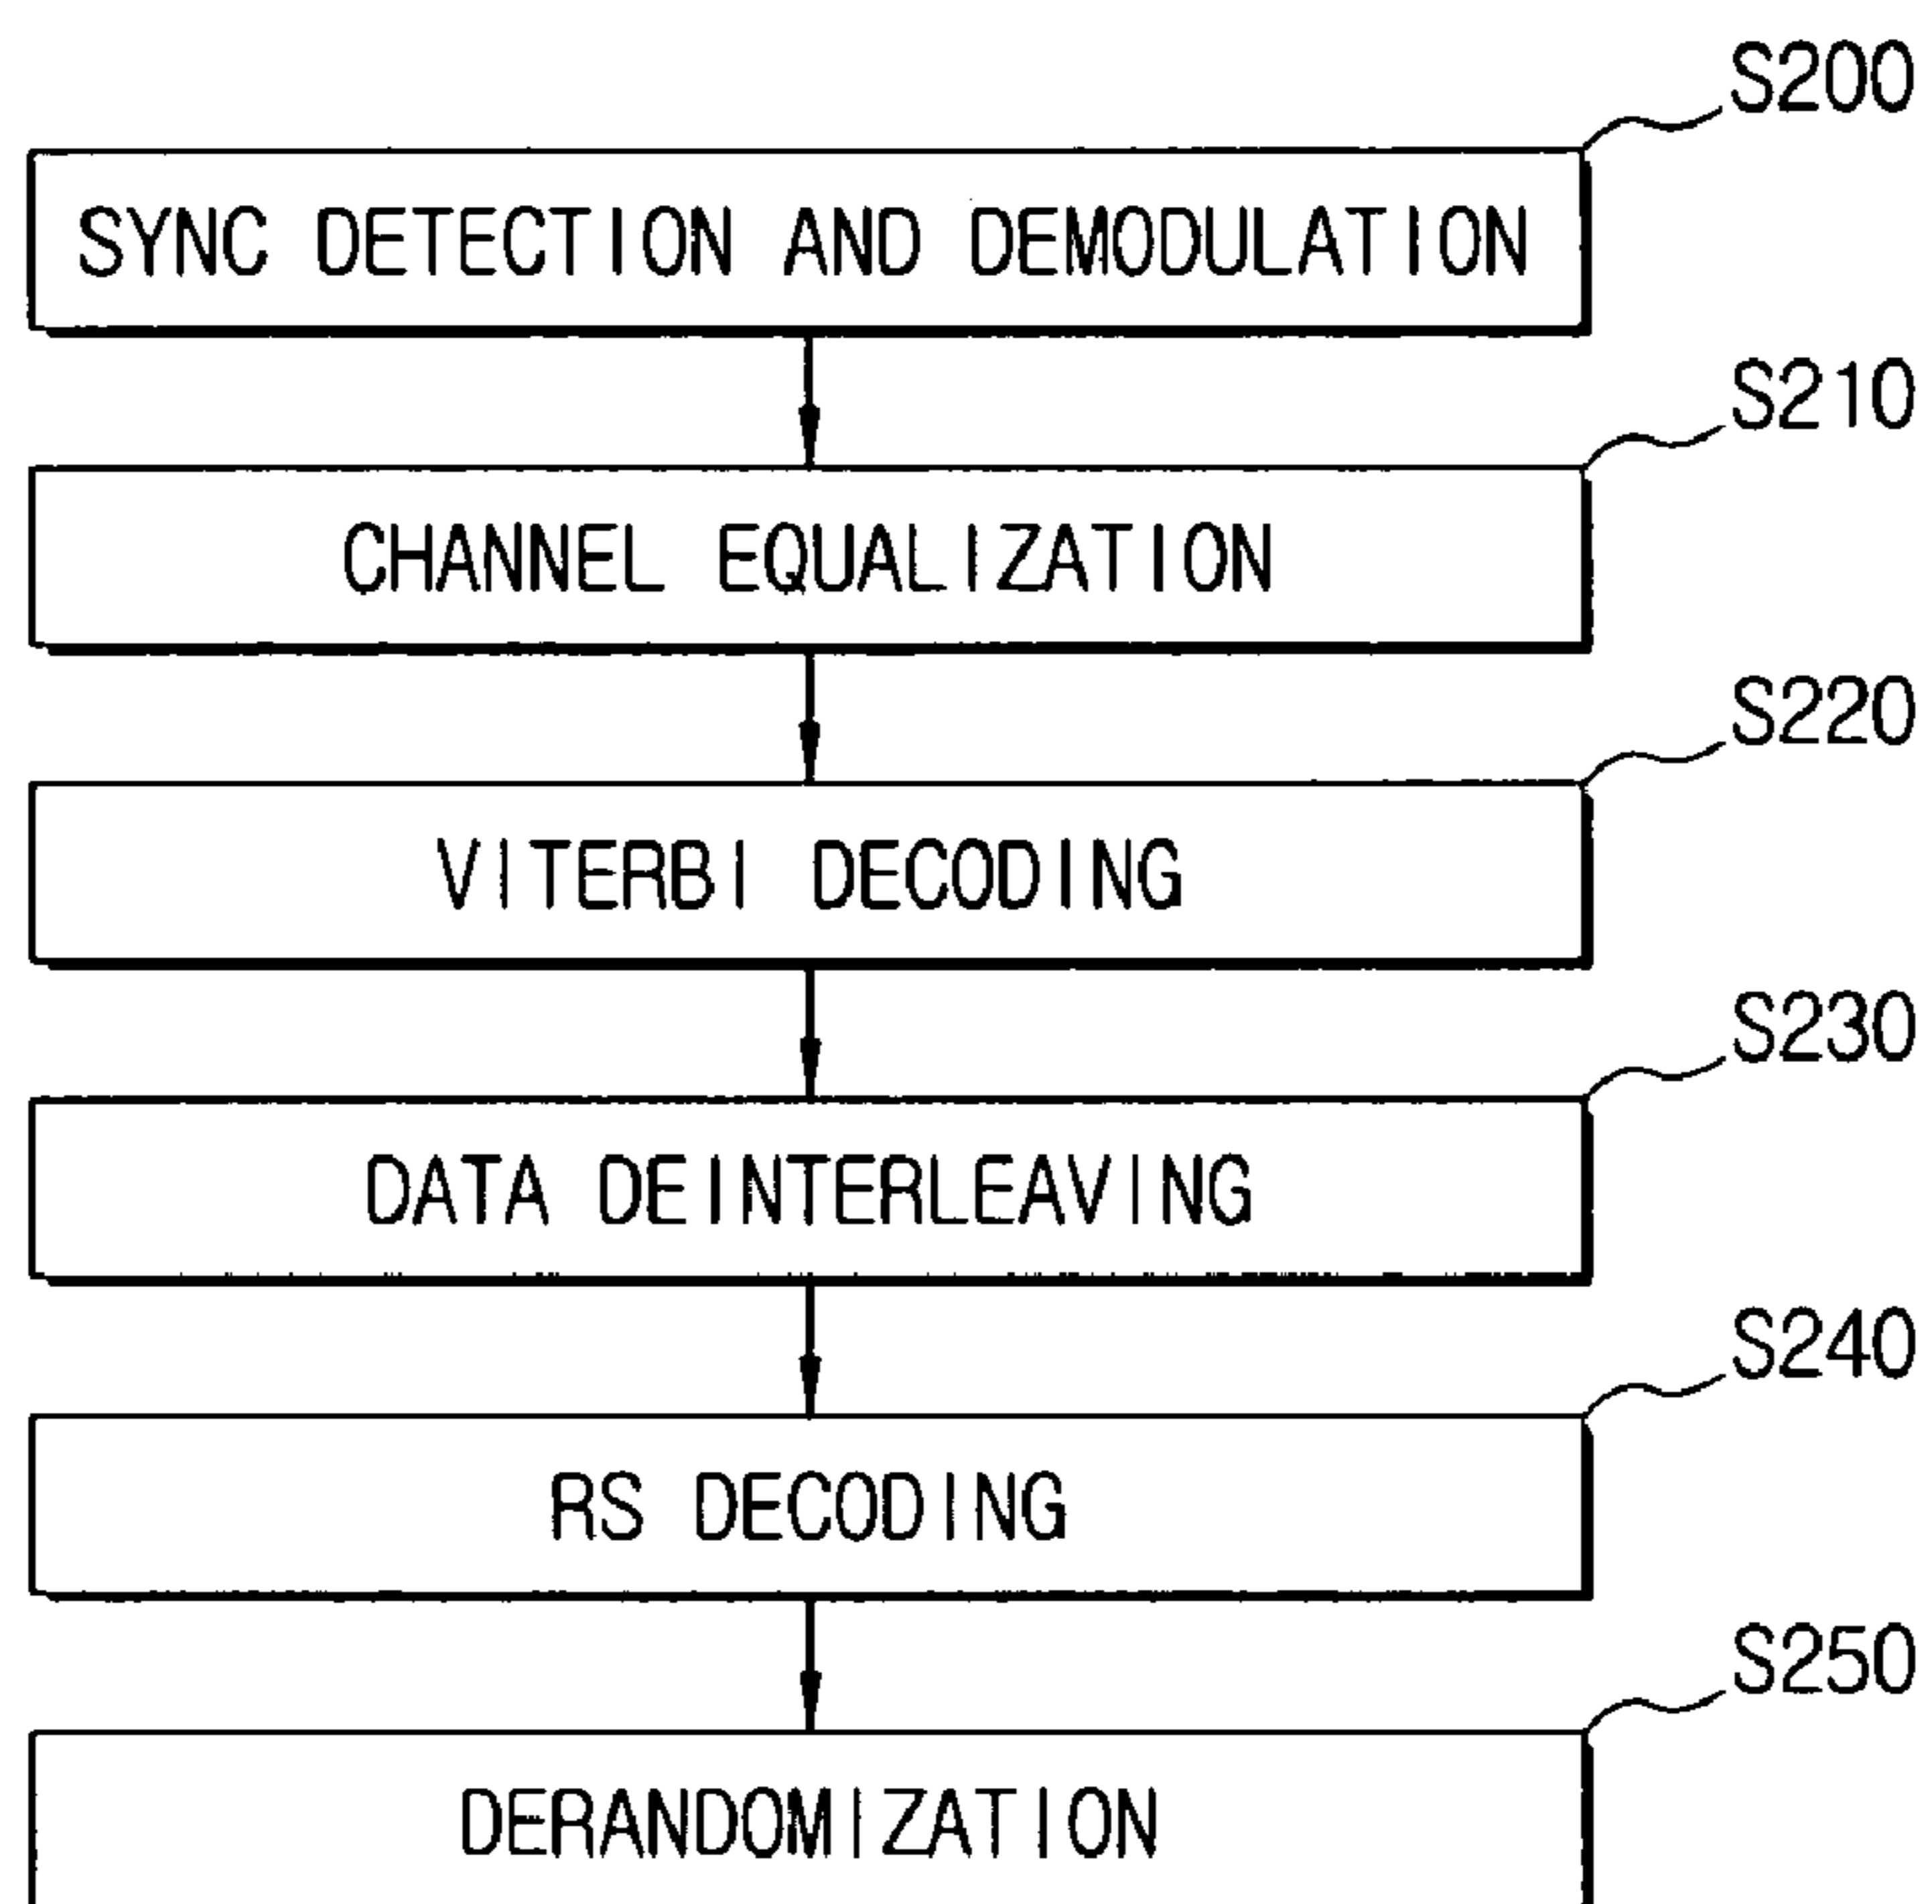 S200
SYNC DETECTION AND DEMODULATION
S210
CHANNEL EQUALIZATION
S220
VITERBI DECODING
S230
DATA DEINTERLEAVING
S240
RS DECODING
S250
DERANDOMIZATION